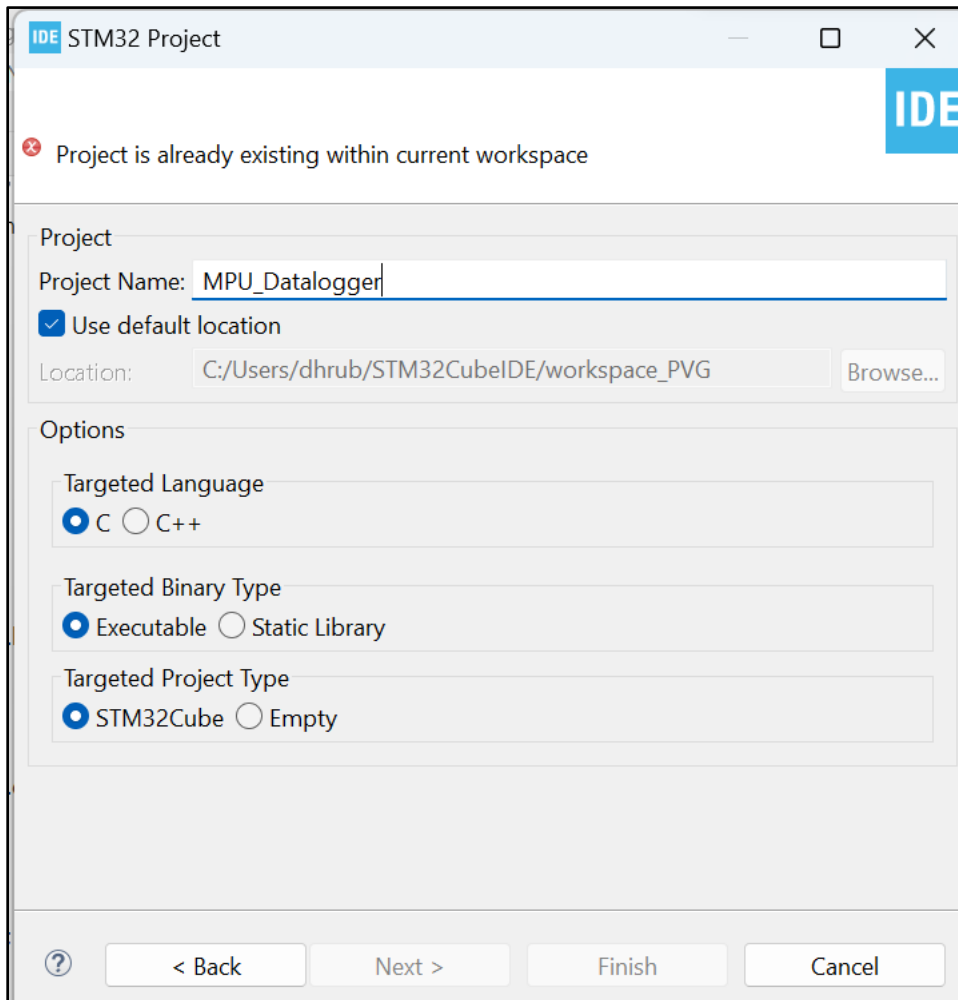 IDE STM32 Project
IDE
Project is already existing within current workspace
Project
Project Name: MPU_Datalogger
Use default location
Location: C:/Users/dhrub/STM32CubeIDE/workspace_PVG Browse...
Options
Targeted Language
C C++
Targeted Binary Type
Executable Static Library
Targeted Project Type
STM32Cube Empty
? < Back Next > Finish Cancel